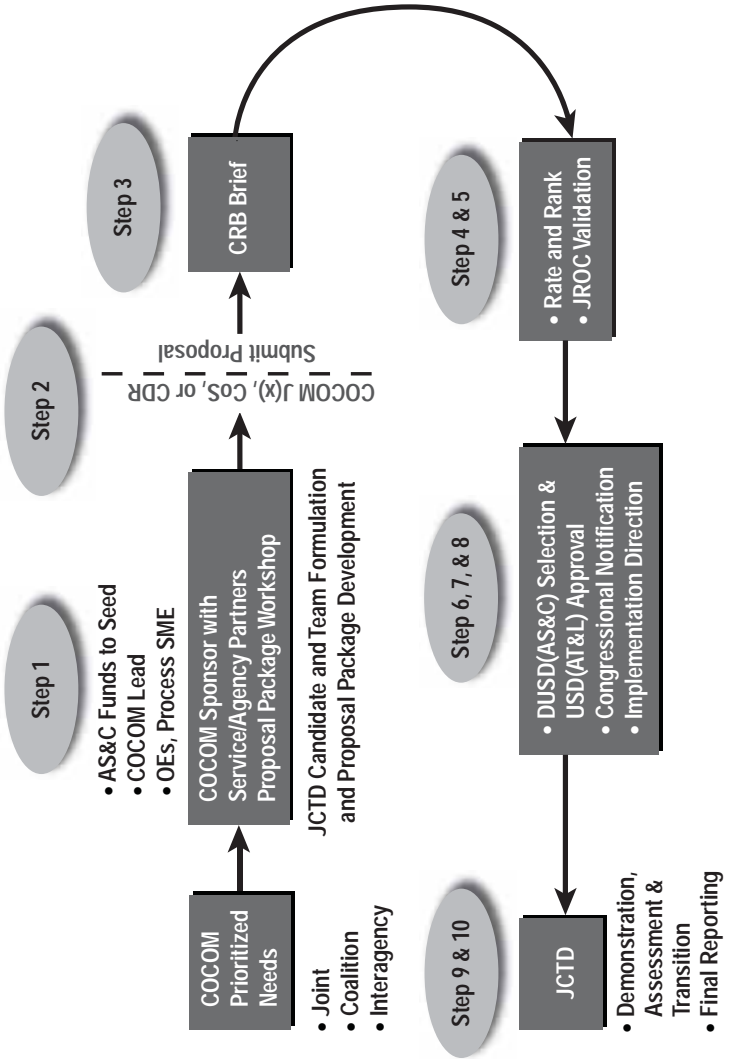 Step 1
• AS&C Funds to Seed
• COCOM Lead
• OEs, Process SME
COCOM
Prioritized
Needs
• Joint
• Coalition
• Interagency
COCOM Sponsor with
Service/Agency Partners
Proposal Package Workshop
JCTD Candidate and Team Formulation
and Proposal Package Development
Step 2
COCOM J(x), CoS, or CDR
Submit Proposal
Step 3
CRB Brief
Step 4 & 5
• Rate and Rank
• JROC Validation
Step 6, 7, & 8
• DUSD(AS&C) Selection &
USD(AT&L) Approval
• Congressional Notification
• Implementation Direction
Step 9 & 10
JCTD
• Demonstration,
Assessment &
Transition
• Final Reporting